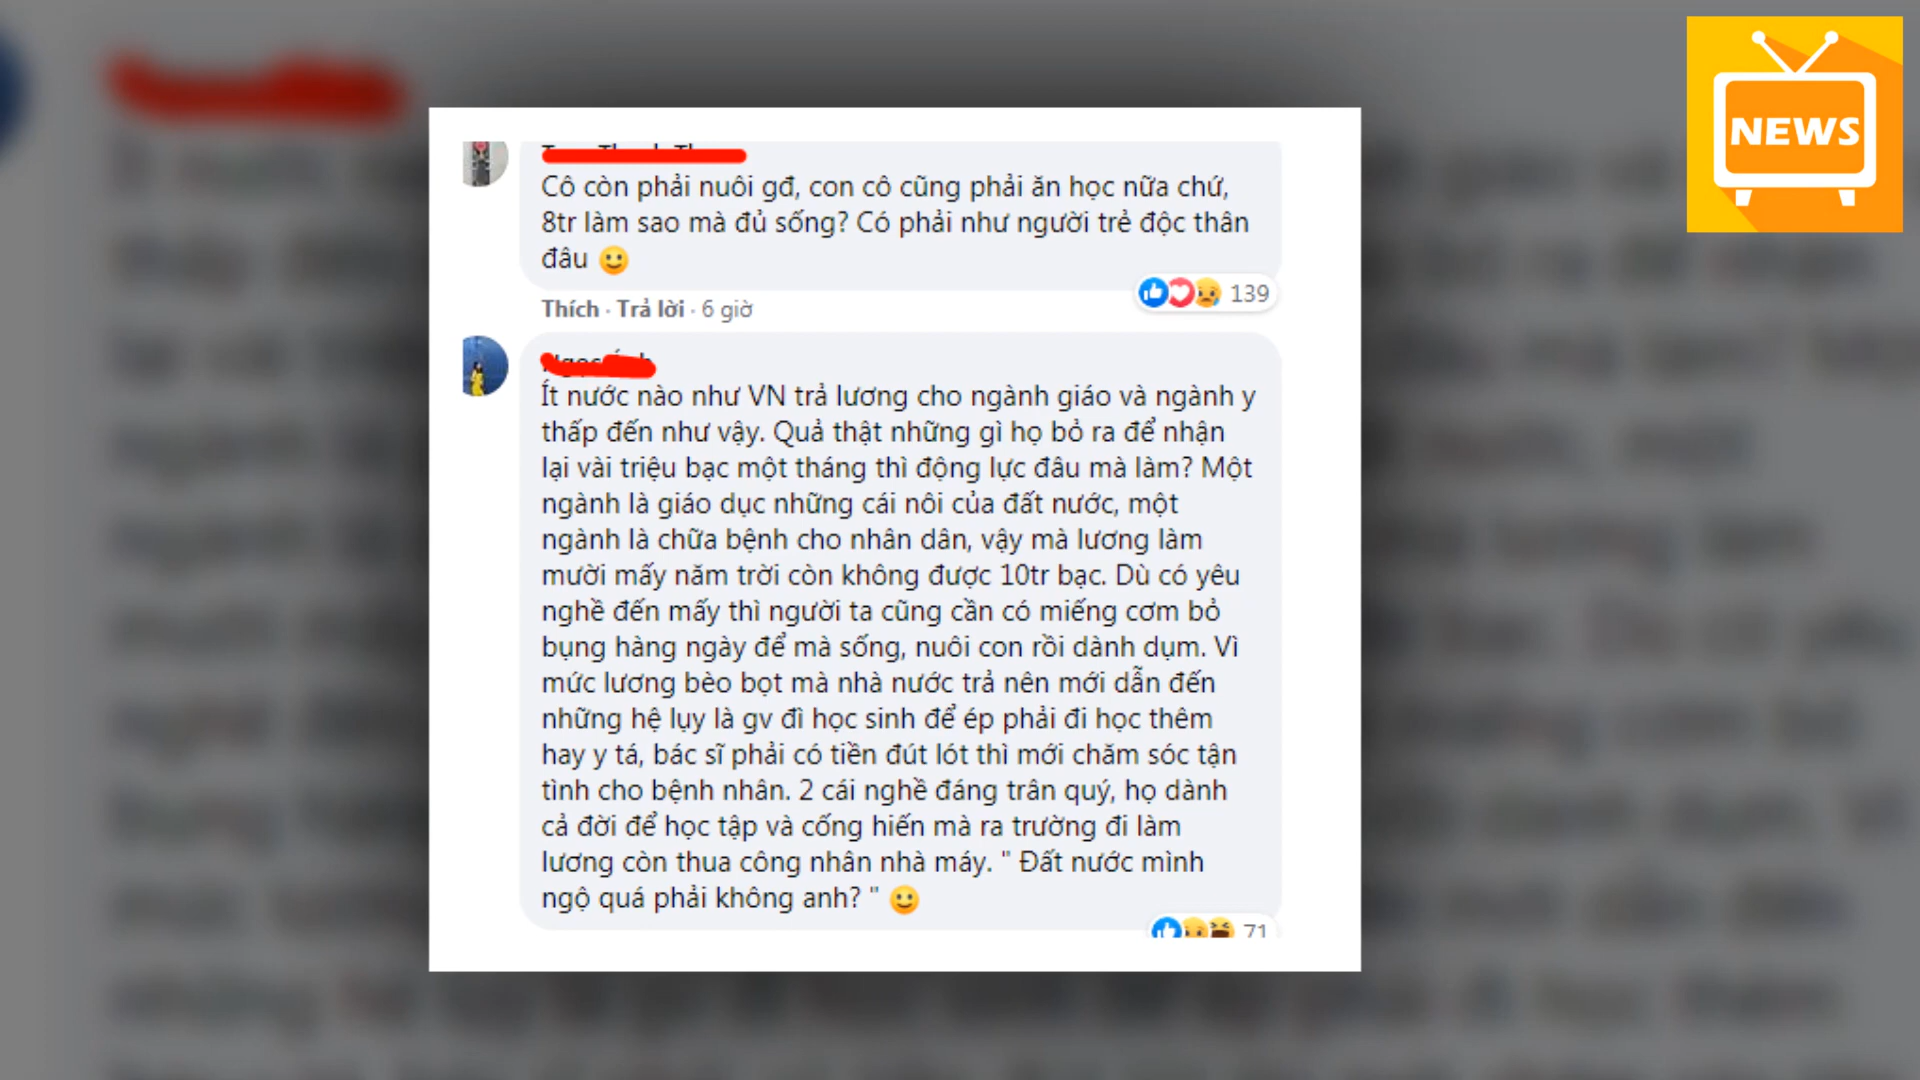 NEWS
Cô còn phải nuôi gđ, con cô cũng phải ăn học nữa chứ,
8tr làm sao mà đủ sống? Có phải như người trẻ độc thân
đâu 🙂
139
Thích · Trả lời · 6 giờ
Ít nước nào như VN trả lương cho ngành giáo và ngành y
thấp đến như vậy. Quả thật những gì họ bỏ ra để nhận
lại vài triệu bạc một tháng thì động lực đâu mà làm? Một
ngành là giáo dục những cái nôi của đất nước, một
ngành là chữa bệnh cho nhân dân, vậy mà lương làm
mười mấy năm trời còn không được 10tr bạc. Dù có yêu
nghề đến mấy thì người ta cũng cần có miếng cơm bỏ
bụng hàng ngày để mà sống, nuôi con rồi dành dụm. Vì
mức lương bèo bọt mà nhà nước trả nên mới dẫn đến
những hệ lụy là gv đì học sinh để ép phải đi học thêm
hay y tá, bác sĩ phải có tiền đút lót thì mới chăm sóc tận
tình cho bệnh nhân. 2 cái nghề đáng trân quý, họ dành
cả đời để học tập và cống hiến mà ra trường đi làm
lương còn thua công nhân nhà máy. " Đất nước mình
ngộ quá phải không anh? " 🙂
71